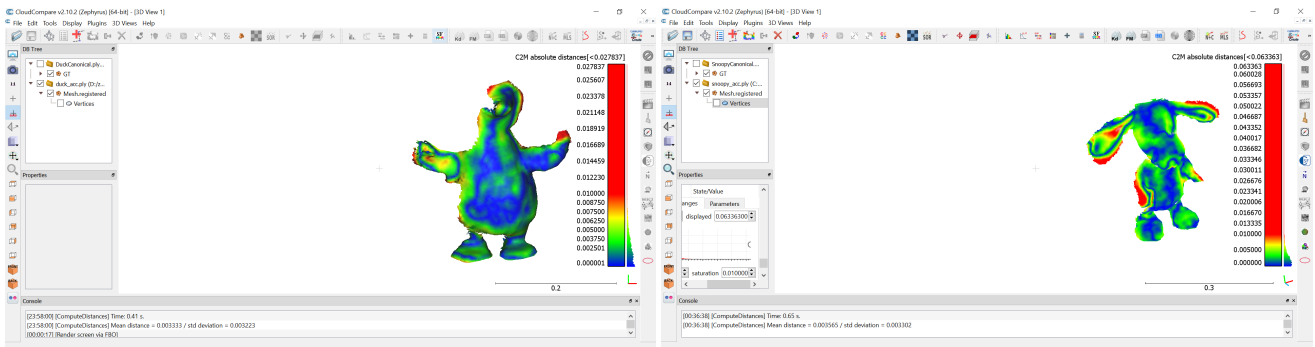 CloudCompare v2.10.2 (Zephyrus) [64-bit] - [3D View 1]
File Edit Tools Display Plugins 3D Views Help
DB Tree
DuckCanonical.ply...
GT
duck_acc.ply (D:/z...
Mesh.registered
Vertices
Properties
C2M absolute distances[<0.027837]
0.027837
0.025607
0.023378
0.021148
0.018919
0.016689
0.014459
0.012230
0.010000
0.008750
0.007500
0.006250
0.005000
0.003750
0.002501
0.000001
0.2
Console
[23:58:00] [ComputeDistances] Time: 0.41 s.
[23:58:00] [ComputeDistances] Mean distance = 0.003333 / std deviation = 0.003223
[00:00:17] [Render screen via FBO]
CloudCompare v2.10.2 (Zephyrus) [64-bit] - [3D View 1]
File Edit Tools Display Plugins 3D Views Help
DB Tree
SnoopyCanonical....
GT
snoopy_acc.ply (C:...
Mesh.registered
Vertices
Properties
State/Value
anges Parameters
displayed 0.06336300
saturation 0.010000
C2M absolute distances[<0.063363]
0.063363
0.060028
0.056693
0.053357
0.050022
0.046687
0.043352
0.040017
0.036682
0.033346
0.030011
0.026676
0.023341
0.020006
0.016670
0.013335
0.010000
0.005000
0.000000
0.3
Console
[00:36:38] [ComputeDistances] Time: 0.65 s.
[00:36:38] [ComputeDistances] Mean distance = 0.003565 / std deviation = 0.003302